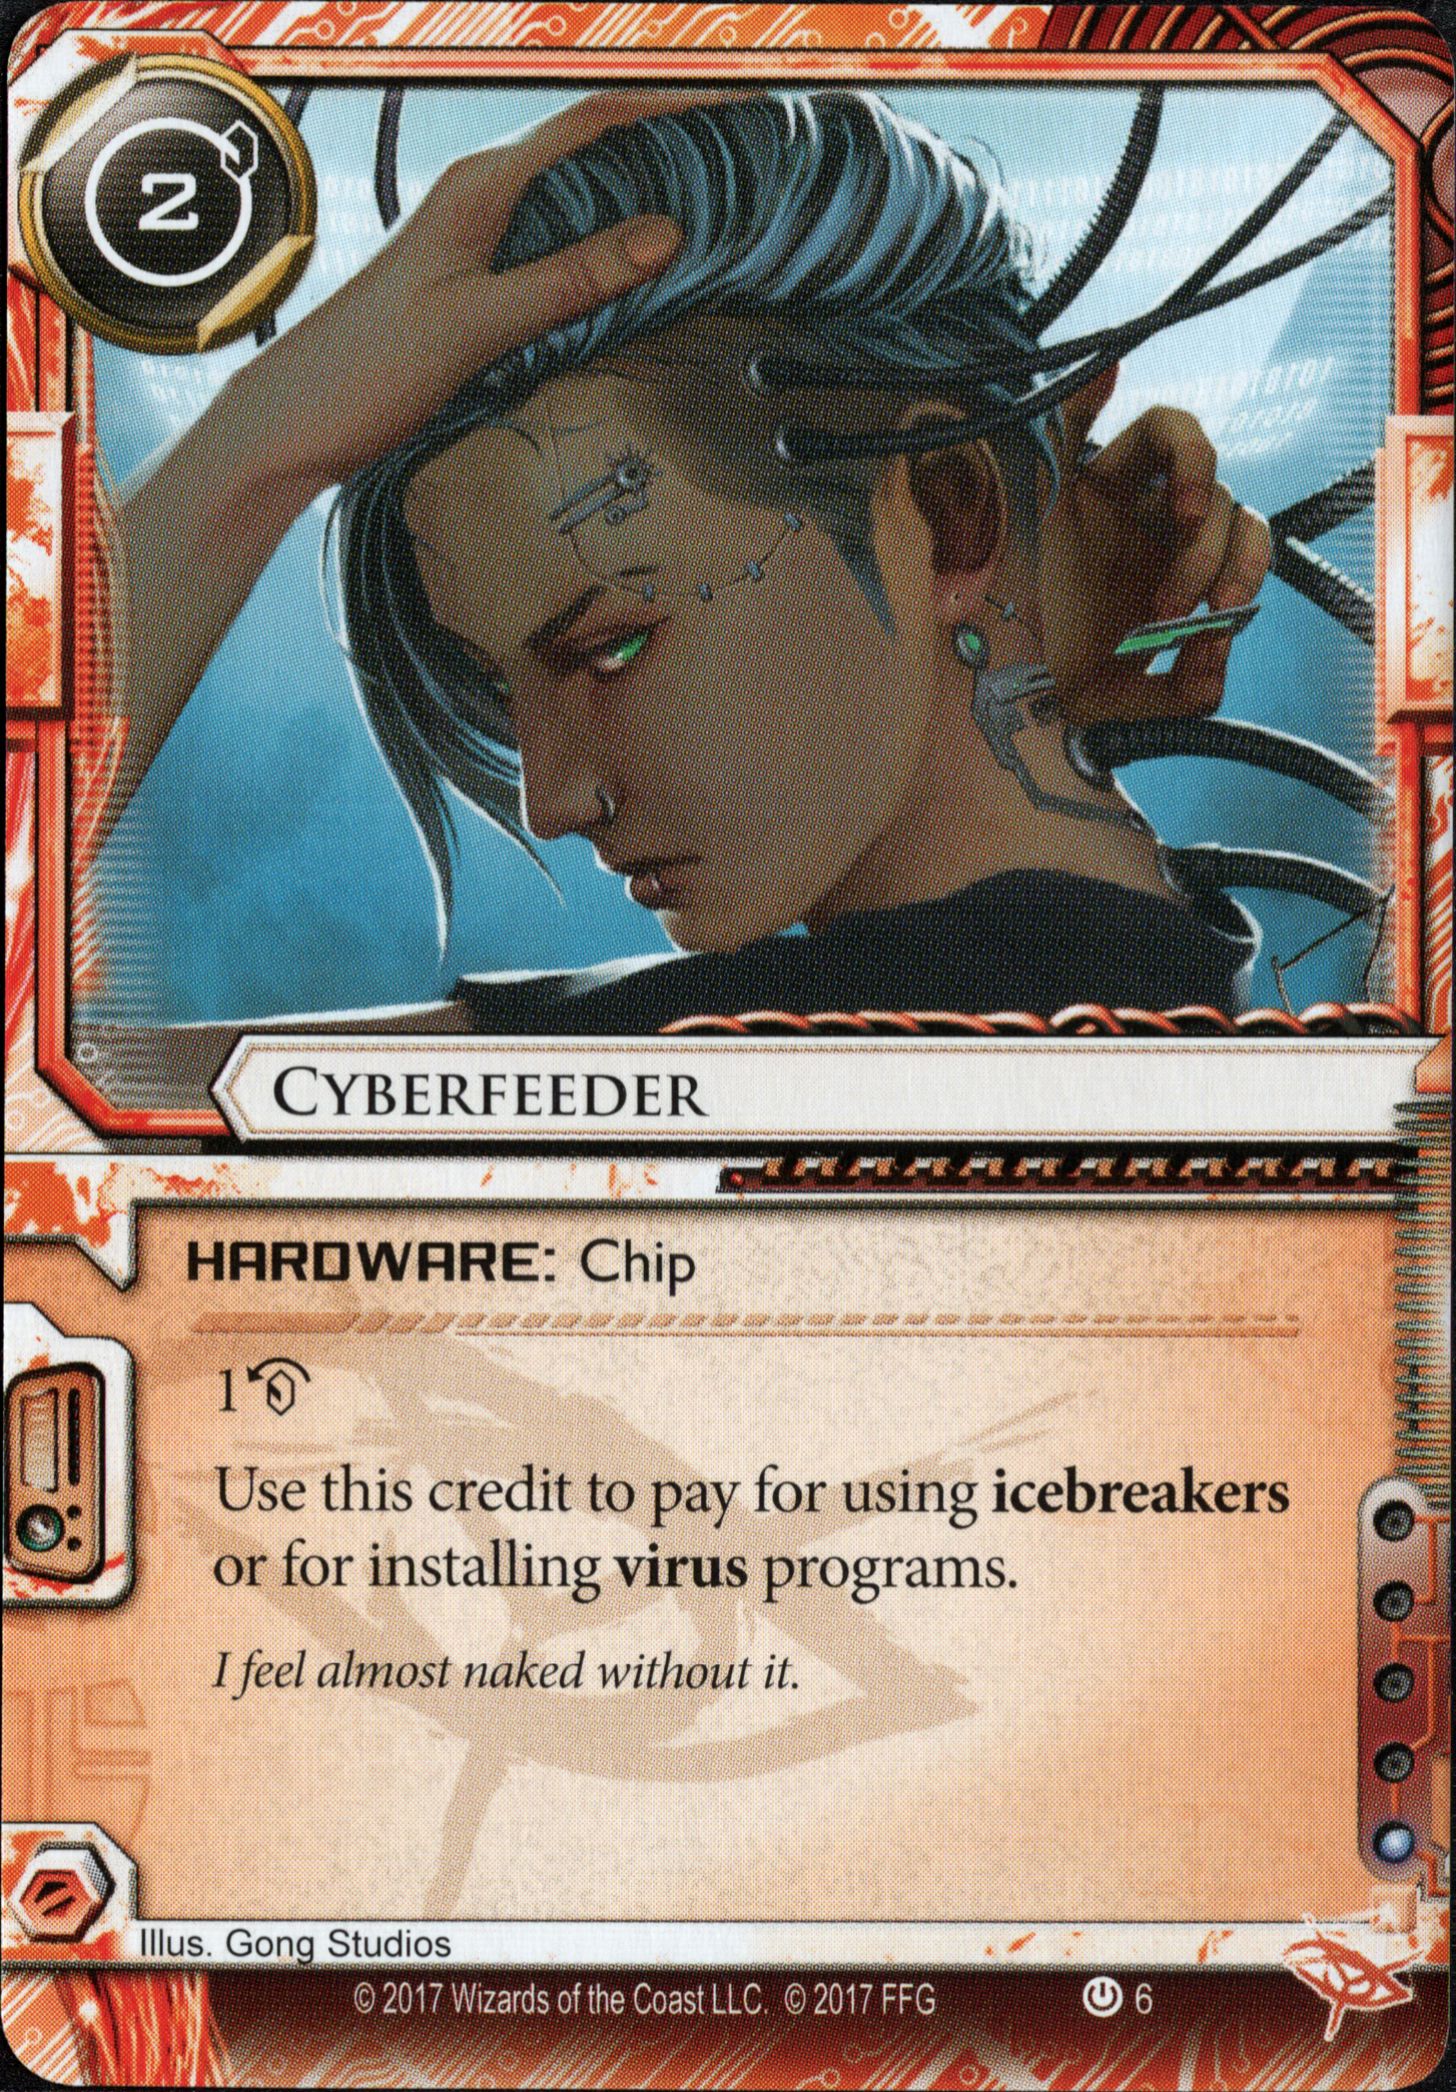 2
CYBERFEEDER
HARDWARE: Chip
1
Use this credit to pay for using icebreakers
or for installing virus programs.
I feel almost naked without it.
Illus. Gong Studios
© 2017 Wizards of the Coast LLC. © 2017 FFG
6